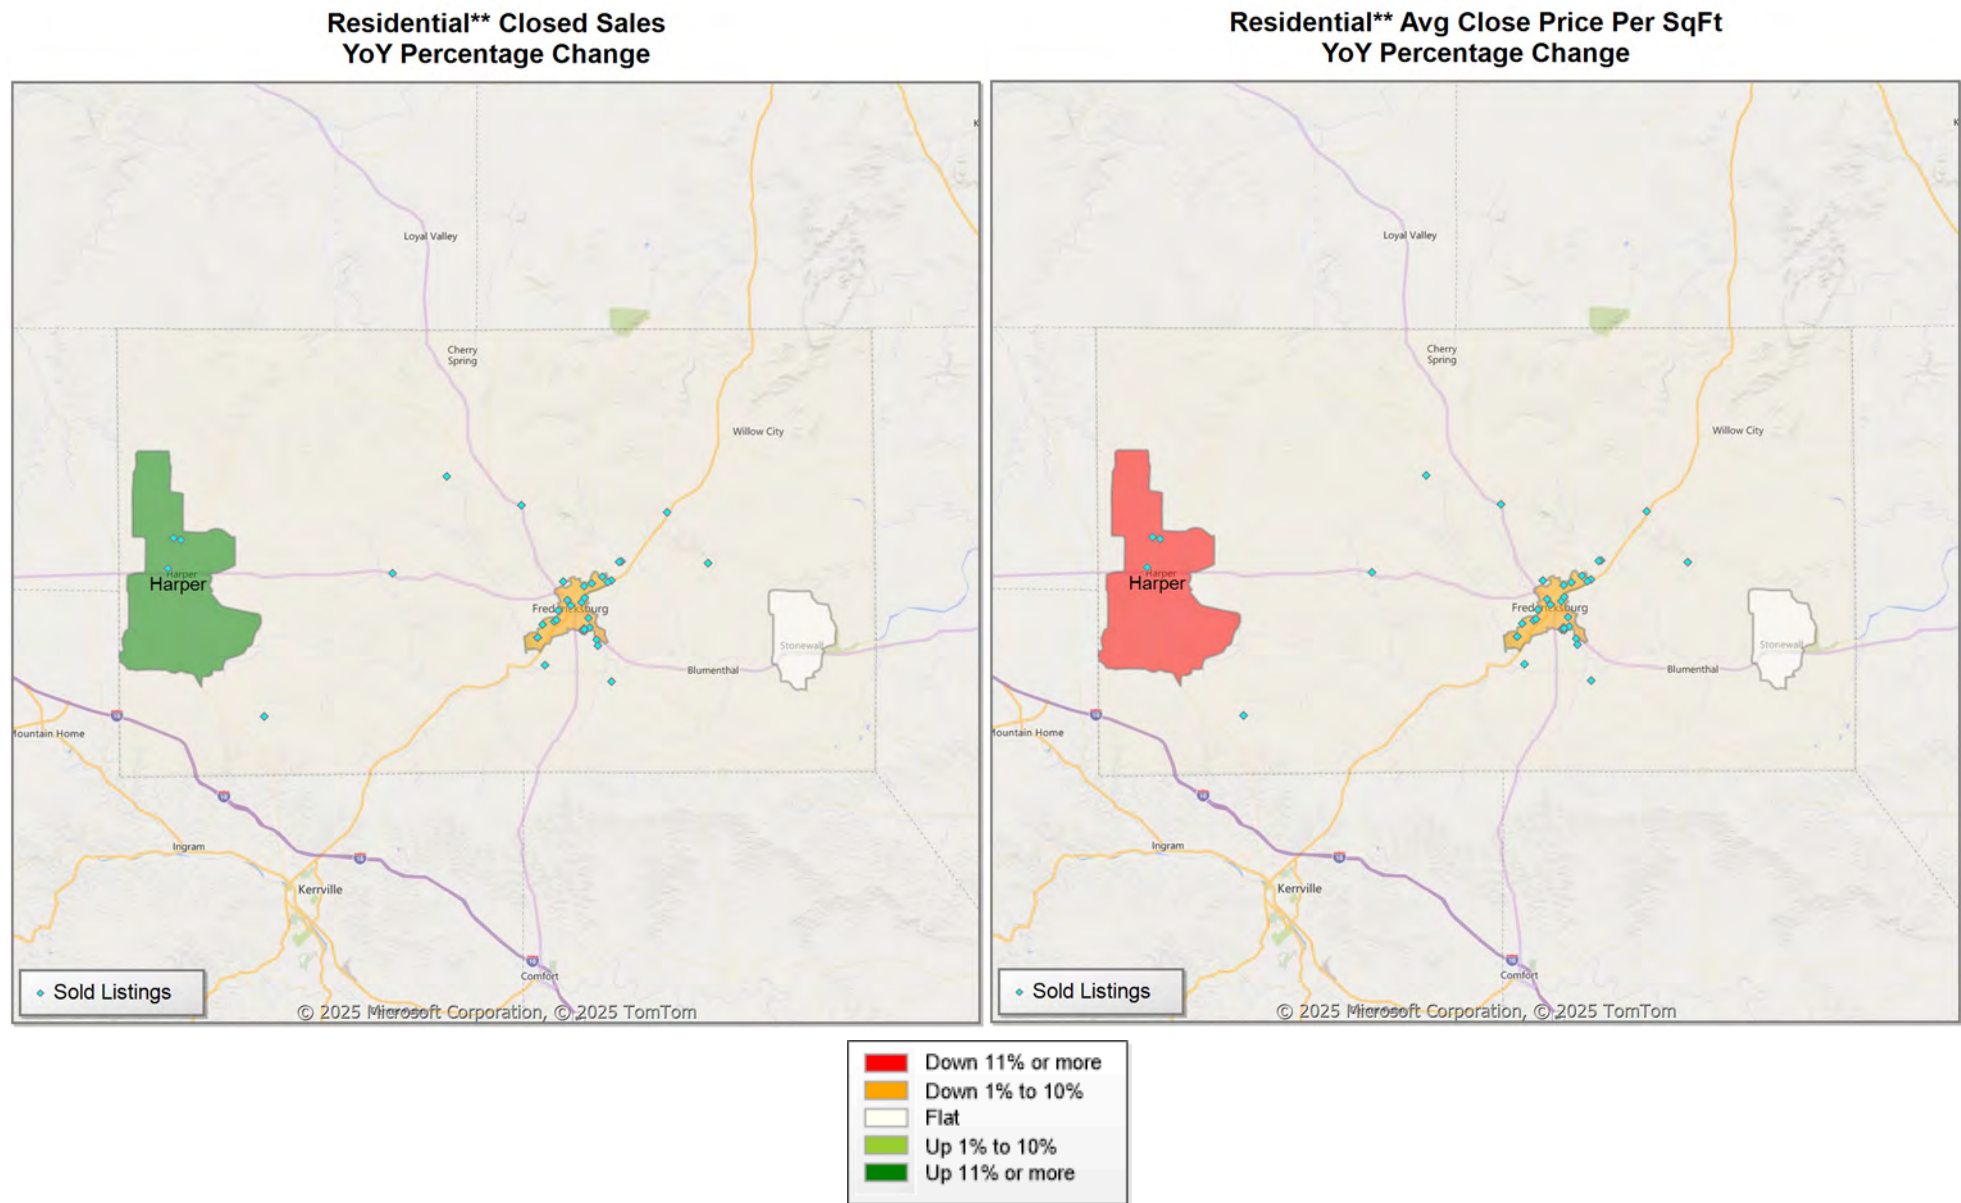 Residential** Closed Sales
YoY Percentage Change
Loyal Valley
Cherry
Spring
Willow City
Harper
Harper
Fredericksburg
Stonewall
Blumenthal
Mountain Home
Ingram
Kerrville
Comfort
Sold Listings
© 2025 Microsoft Corporation, © 2025 TomTom
Residential** Avg Close Price Per SqFt
YoY Percentage Change
K
Loyal Valley
Cherry
Spring
Willow City
Harper
Harper
Fredericksburg
Stonewall
Blumenthal
Mountain Home
Ingram
Kerrville
Comfort
Sold Listings
© 2025 Microsoft Corporation, © 2025 TomTom
Down 11% or more
Down 1% to 10%
Flat
Up 1% to 10%
Up 11% or more